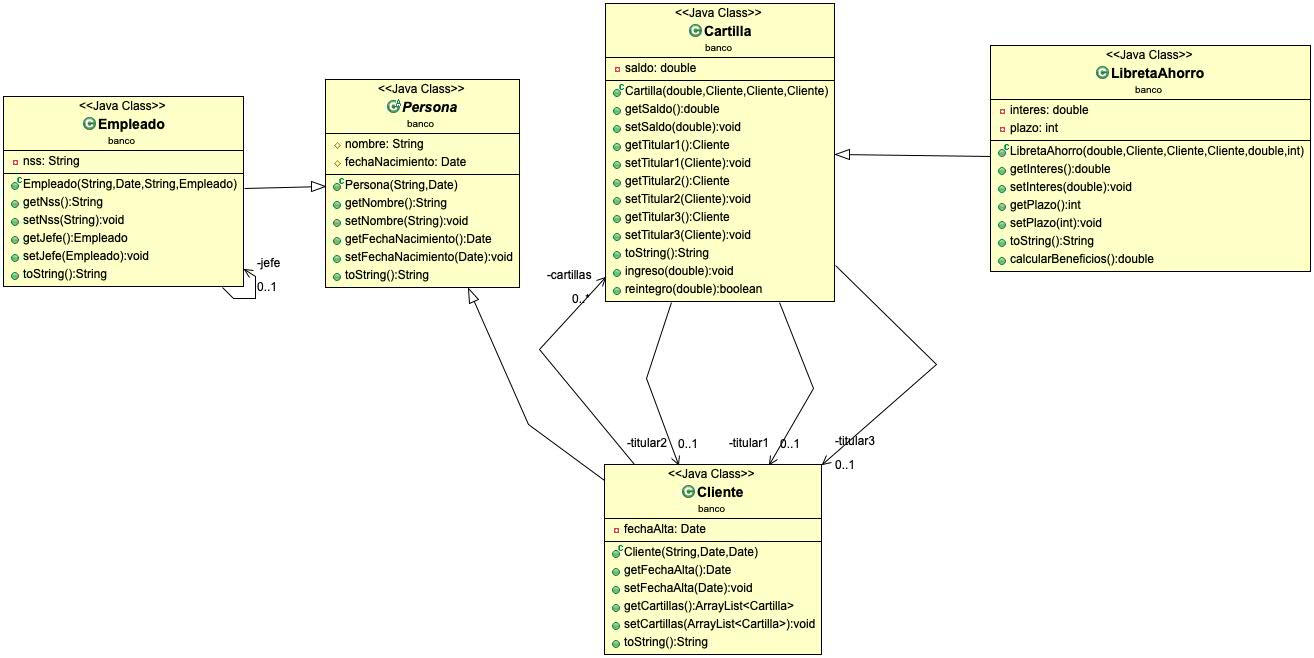 <<Java Class>>
Empleado
banco
nss: String
Empleado(String,Date,String,Empleado)
getNss():String
setNss(String):void
getJefe():Empleado
setJefe(Empleado):void
toString():String
-jefe
0..1
<<Java Class>>
Persona
banco
nombre: String
fechaNacimiento: Date
Persona(String,Date)
getNombre():String
setNombre(String):void
getFechaNacimiento():Date
setFechaNacimiento(Date):void
toString():String
<<Java Class>>
Cartilla
banco
saldo: double
Cartilla(double,Cliente,Cliente,Cliente)
getSaldo():double
setSaldo(double):void
getTitular1():Cliente
setTitular1(Cliente):void
getTitular2():Cliente
setTitular2(Cliente):void
getTitular3():Cliente
setTitular3(Cliente):void
toString():String
ingreso(double):void
reintegro(double):boolean
<<Java Class>>
LibretaAhorro
banco
interes: double
plazo: int
LibretaAhorro(double,Cliente,Cliente,Cliente,double,int)
getInteres():double
setInteres(double):void
getPlazo():int
setPlazo(int):void
toString():String
calcularBeneficios():double
-cartillas
0..*
-titular2 0..1
-titular1 0..1
-titular3
0..1
<<Java Class>>
Cliente
banco
fechaAlta: Date
Cliente(String,Date,Date)
getFechaAlta():Date
setFechaAlta(Date):void
getCartillas():ArrayList<Cartilla>
setCartillas(ArrayList<Cartilla>):void
toString():String